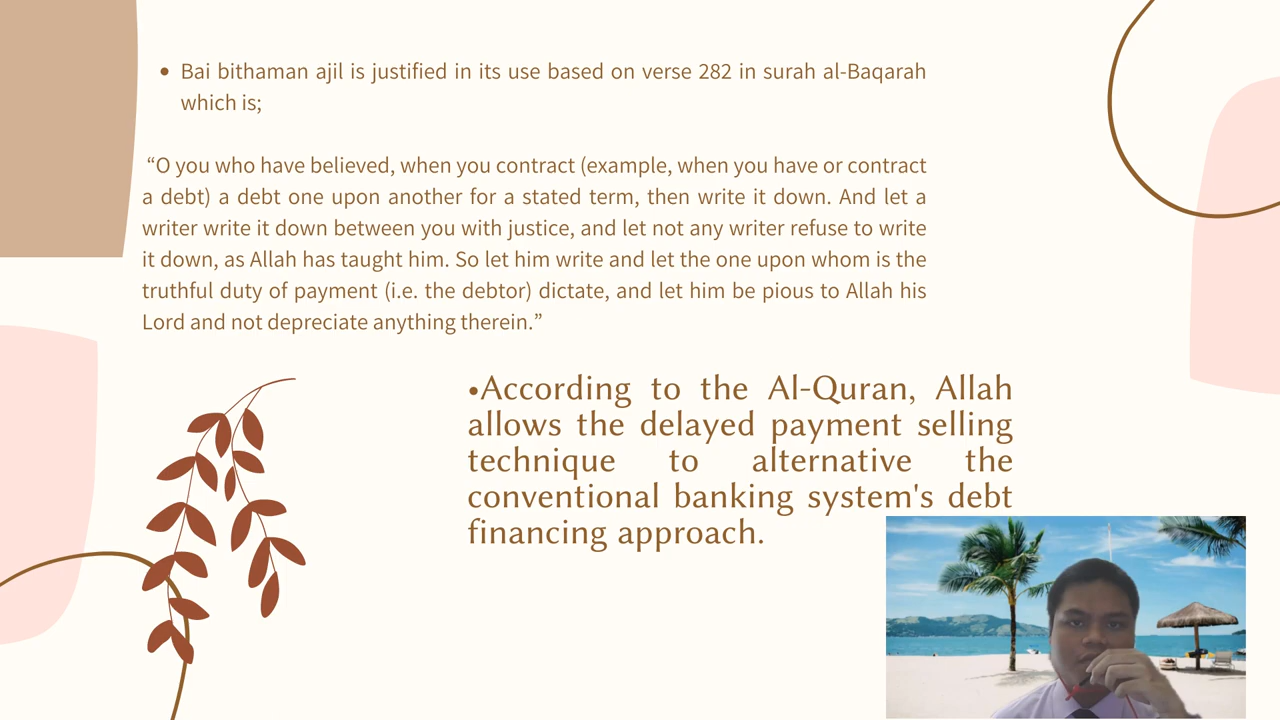 • Bai bithaman ajil is justified in its use based on verse 282 in surah al-Baqarah
which is;
“O you who have believed, when you contract (example, when you have or contract
a debt) a debt one upon another for a stated term, then write it down. And let a
writer write it down between you with justice, and let not any writer refuse to write
it down, as Allah has taught him. So let him write and let the one upon whom is the
truthful duty of payment (i.e. the debtor) dictate, and let him be pious to Allah his
Lord and not depreciate anything therein.”
•According to the Al-Quran, Allah
allows the delayed payment selling
technique to alternative the
conventional banking system's debt
financing approach.